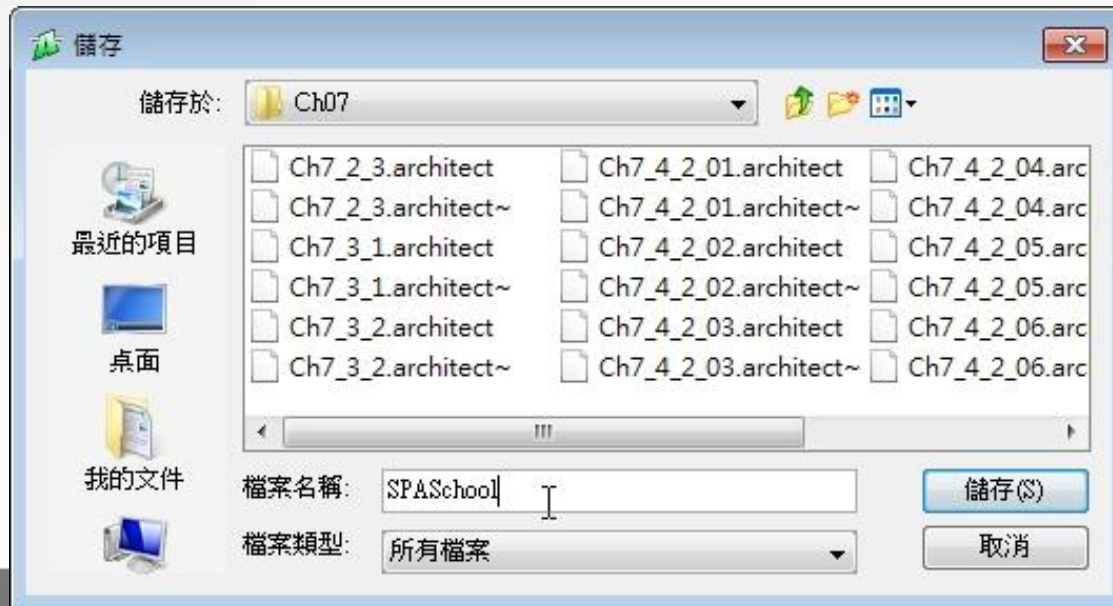 儲存
儲存於: Ch07
Ch7_2_3.architect Ch7_4_2_01.architect Ch7_4_2_04.arc
Ch7_2_3.architect~ Ch7_4_2_01.architect~ Ch7_4_2_04.arc
Ch7_3_1.architect Ch7_4_2_02.architect Ch7_4_2_05.arc
Ch7_3_1.architect~ Ch7_4_2_02.architect~ Ch7_4_2_05.arc
Ch7_3_2.architect Ch7_4_2_03.architect Ch7_4_2_06.arc
Ch7_3_2.architect~ Ch7_4_2_03.architect~ Ch7_4_2_06.arc
最近的項目
桌面
我的文件
檔案名稱: SPASchool 儲存(S)
檔案類型: 所有檔案 取消